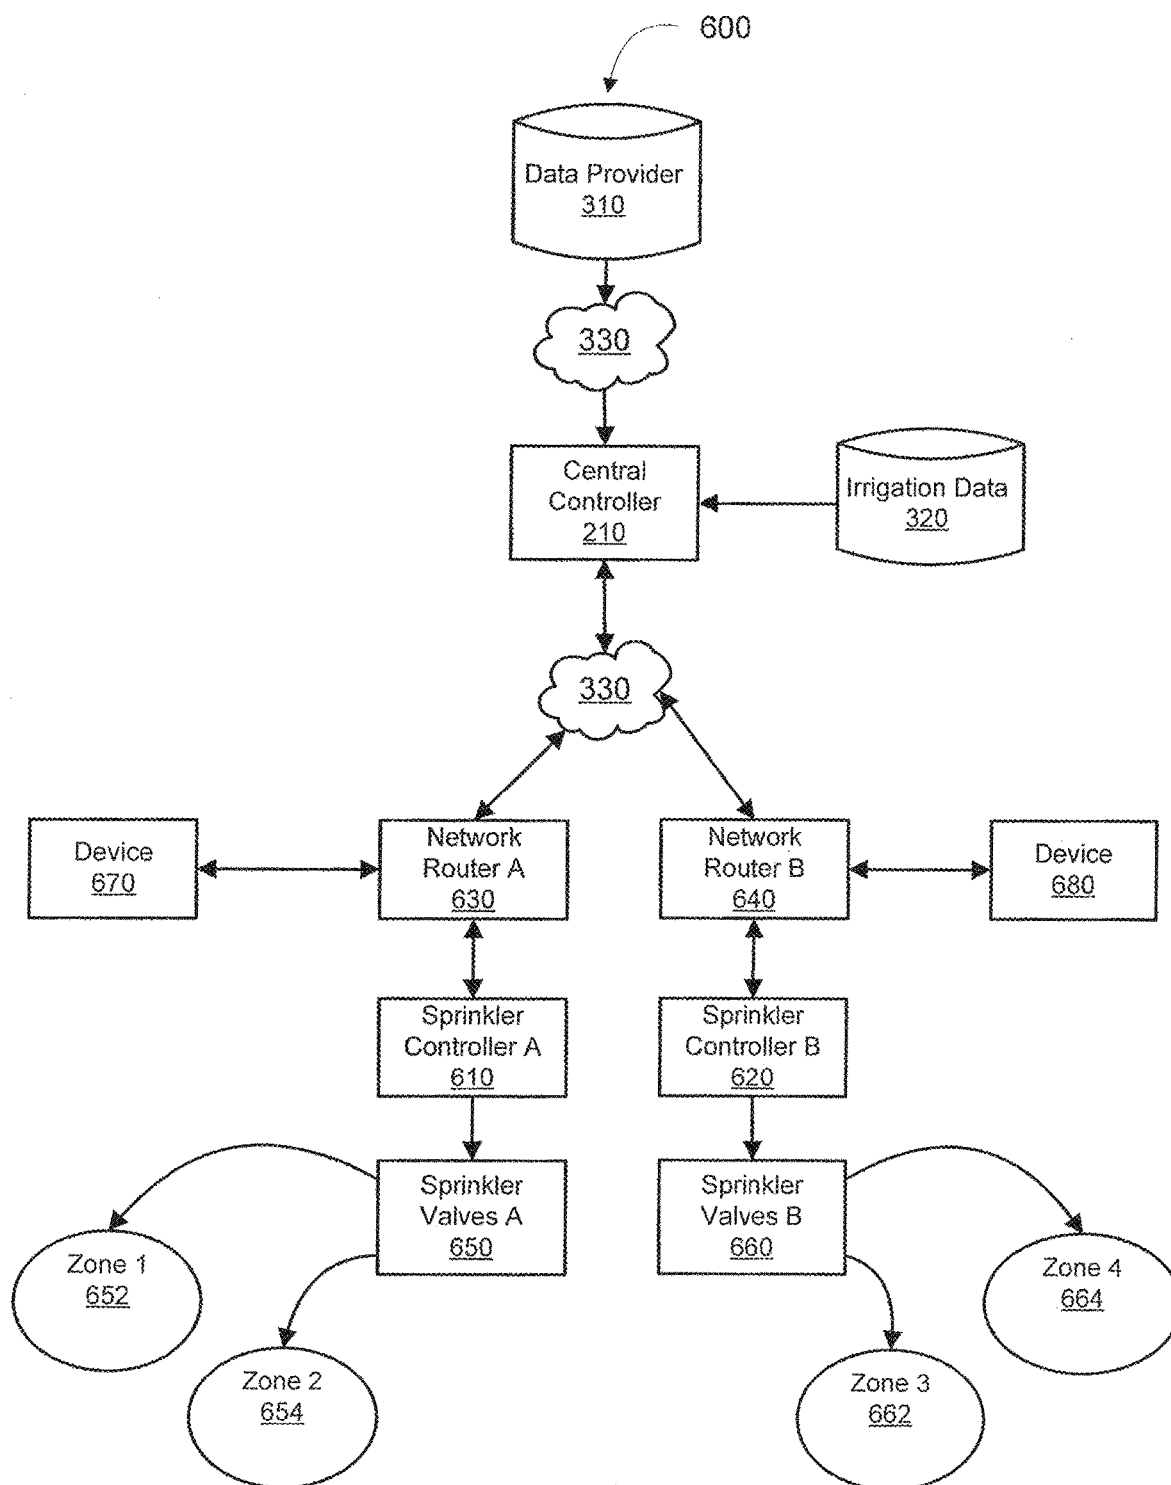 600
Data Provider
310
330
Central
Controller
210
Irrigation Data
320
330
Device
670
Network
Router A
630
Network
Router B
640
Device
680
Sprinkler
Controller A
610
Sprinkler
Controller B
620
Sprinkler
Valves A
650
Sprinkler
Valves B
660
Zone 1
652
Zone 2
654
Zone 3
662
Zone 4
664